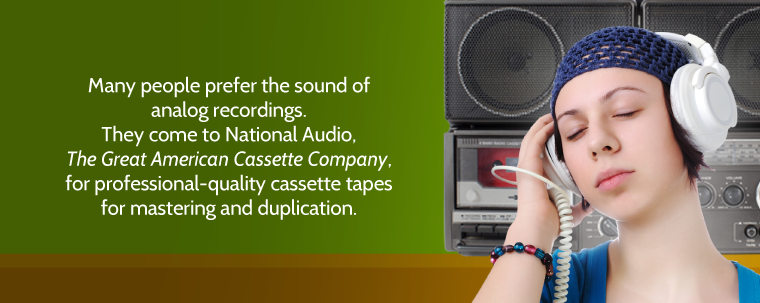 Many people prefer the sound of
analog recordings.
They come to National Audio,
The Great American Cassette Company,
for professional-quality cassette tapes
for mastering and duplication.